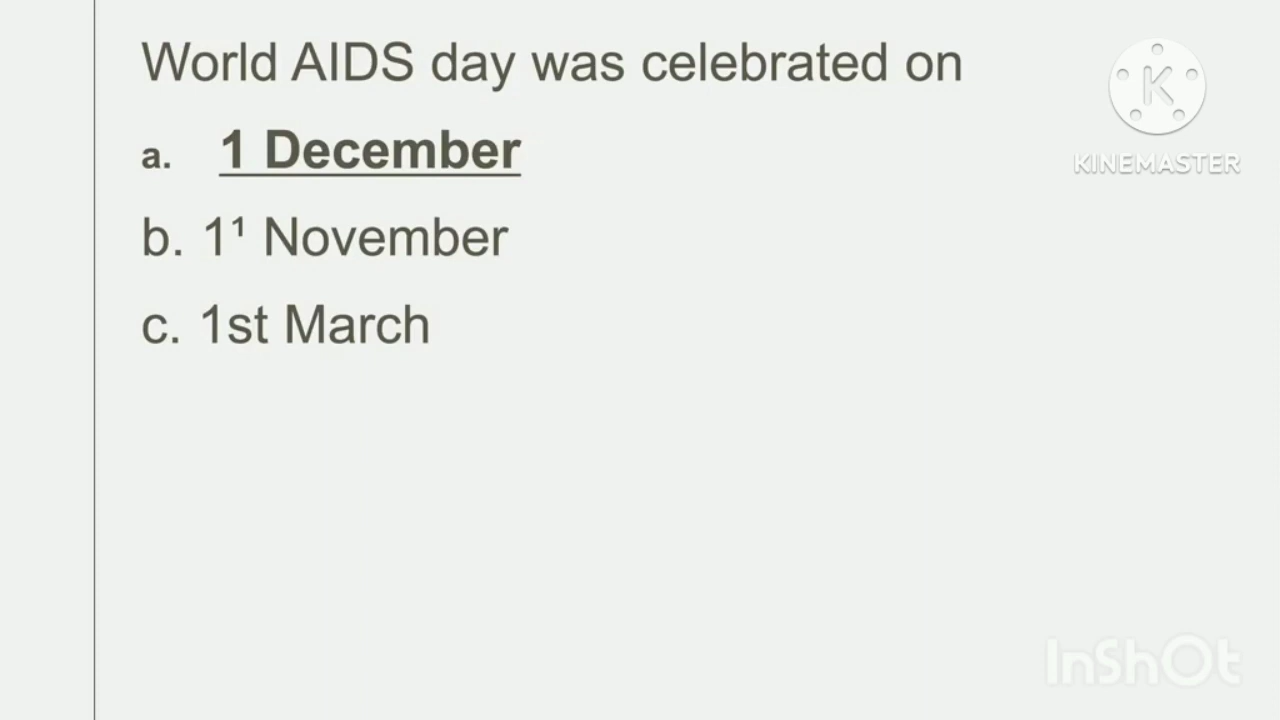 World AIDS day was celebrated on
a. 1 December
b. 1¹ November
c. 1st March
K
KINEMASTER
InShOt